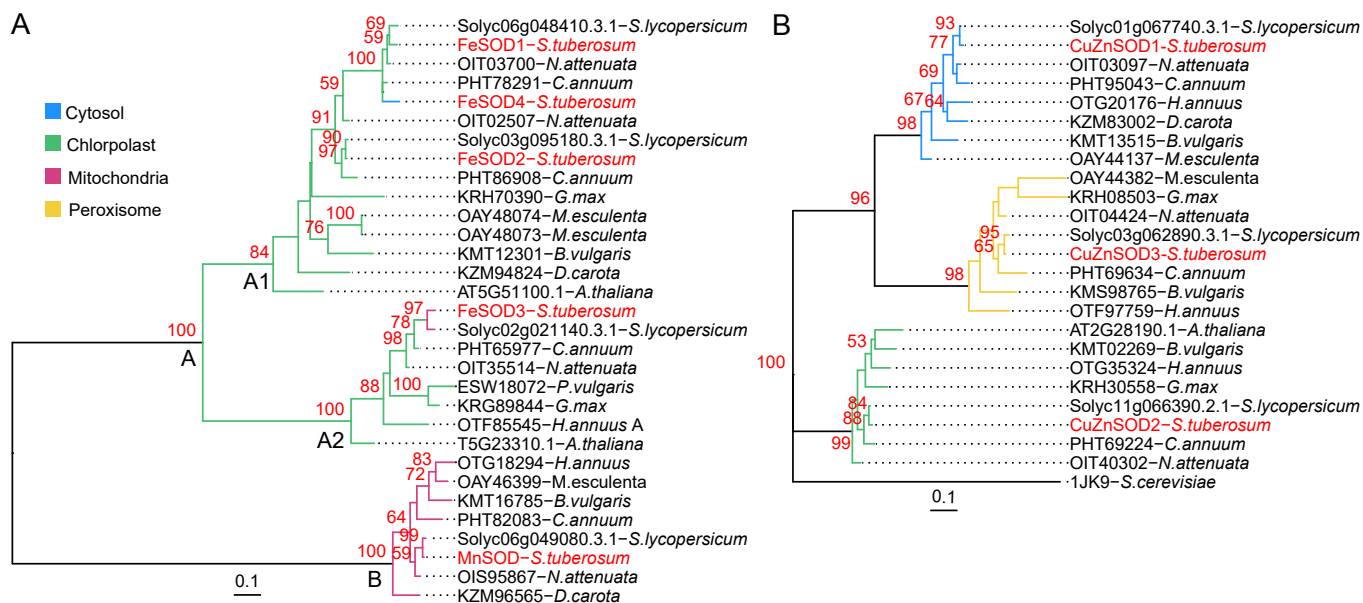 A
Cytosol
Chlorpolast
Mitochondria
Peroxisome
69
59
100
59
91
90
97
100
76
84
A1
100
A
97
78
98
88
100
100
A2
83
72
64
99
59
100
B
0.1
Solyc06g048410.3.1−S.lycopersicum
FeSOD1−S.tuberosum
OIT03700−N.attenuata
PHT78291−C.annuum
FeSOD4−S.tuberosum
OIT02507−N.attenuata
Solyc03g095180.3.1−S.lycopersicum
FeSOD2−S.tuberosum
PHT86908−C.annuum
KRH70390−G.max
OAY48074−M.esculenta
OAY48073−M.esculenta
KMT12301−B.vulgaris
KZM94824−D.carota
AT5G51100.1−A.thaliana
FeSOD3−S.tuberosum
Solyc02g021140.3.1−S.lycopersicum
PHT65977−C.annuum
OIT35514−N.attenuata
ESW18072−P.vulgaris
KRG89844−G.max
OTF85545−H.annuus A
T5G23310.1−A.thaliana
OTG18294−H.annuus
OAY46399−M.esculenta
KMT16785−B.vulgaris
PHT82083−C.annuum
Solyc06g049080.3.1−S.lycopersicum
MnSOD−S.tuberosum
OIS95867−N.attenuata
KZM96565−D.carota
B
93
77
69
67
64
98
96
95
65
98
100
53
84
88
99
0.1
Solyc01g067740.3.1−S.lycopersicum
CuZnSOD1-S.tuberosum
OIT03097−N.attenuata
PHT95043−C.annuum
OTG20176−H.annuus
KZM83002−D.carota
KMT13515−B.vulgaris
OAY44137−M.esculenta
OAY44382−M.esculenta
KRH08503−G.max
OIT04424−N.attenuata
Solyc03g062890.3.1−S.lycopersicum
CuZnSOD3-S.tuberosum
PHT69634−C.annuum
KMS98765−B.vulgaris
OTF97759−H.annuus
AT2G28190.1−A.thaliana
KMT02269−B.vulgaris
OTG35324−H.annuus
KRH30558−G.max
Solyc11g066390.2.1−S.lycopersicum
CuZnSOD2−S.tuberosum
PHT69224−C.annuum
OIT40302−N.attenuata
1JK9−S.cerevisiae